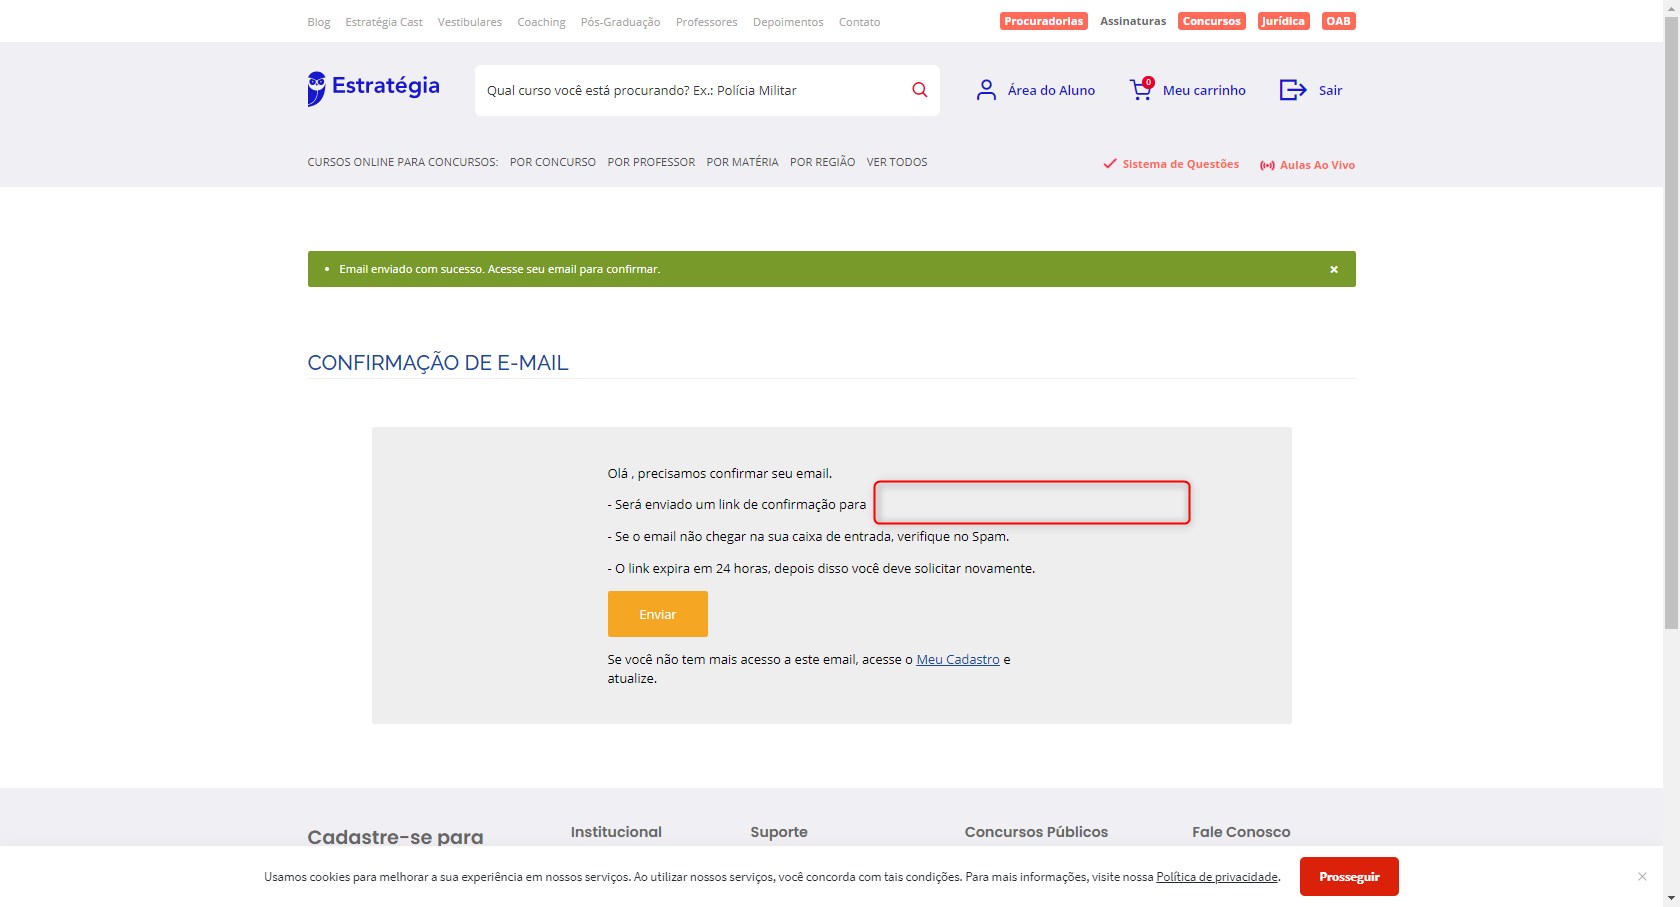 Blog Estratégia Cast Vestibulares Coaching Pós-Graduação Professores Depoimentos Contato Procuradorias Assinaturas Concursos Jurídica OAB
Estratégia Qual curso você está procurando? Ex.: Polícia Militar Área do Aluno 0 Meu carrinho Sair
CURSOS ONLINE PARA CONCURSOS: POR CONCURSO POR PROFESSOR POR MATÉRIA POR REGIÃO VER TODOS Sistema de Questões Aulas Ao Vivo
• Email enviado com sucesso. Acesse seu email para confirmar. ×
CONFIRMAÇÃO DE E-MAIL
Olá , precisamos confirmar seu email.
- Será enviado um link de confirmação para
- Se o email não chegar na sua caixa de entrada, verifique no Spam.
- O link expira em 24 horas, depois disso você deve solicitar novamente.
Enviar
Se você não tem mais acesso a este email, acesse o Meu Cadastro e
atualize.
Cadastre-se para Institucional Suporte Concursos Públicos Fale Conosco
Usamos cookies para melhorar a sua experiência em nossos serviços. Ao utilizar nossos serviços, você concorda com tais condições. Para mais informações, visite nossa Política de privacidade. Prosseguir ×